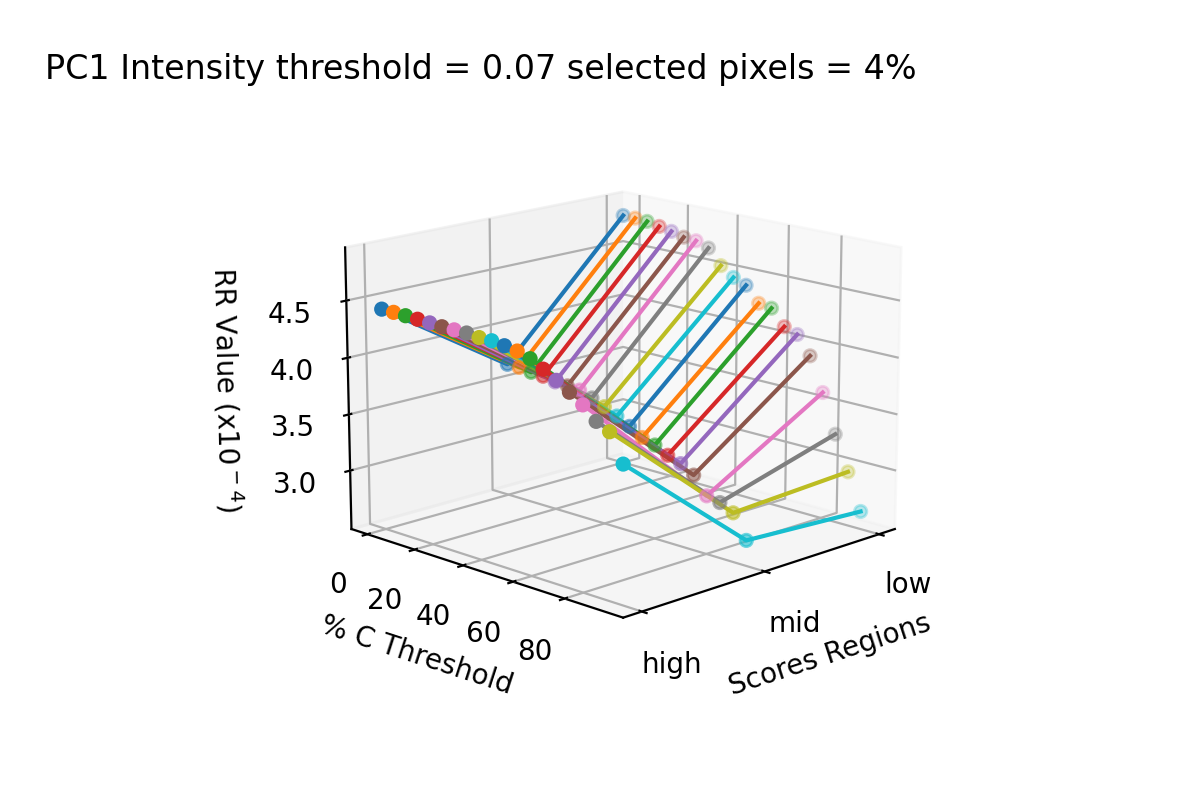 PC1 Intensity threshold = 0.07 selected pixels = 4%
RR Value (x10⁻⁴)
4.5
4.0
3.5
3.0
0
20
40
60
80
% C Threshold
high
mid
low
Scores Regions